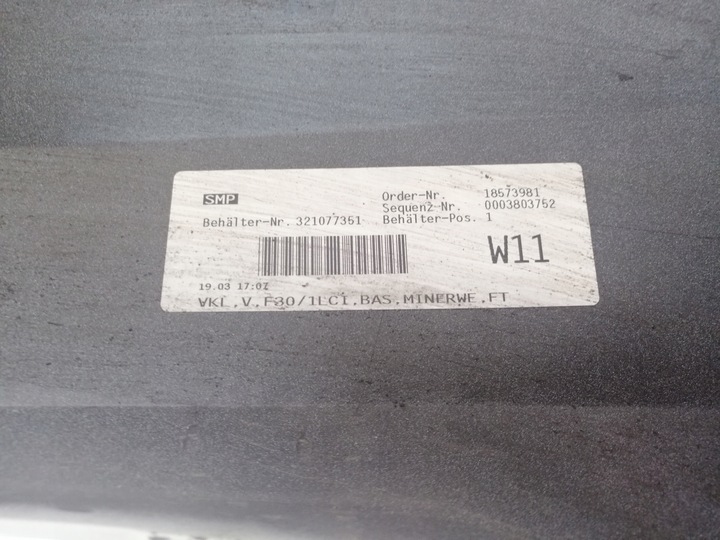 SMP
Order-Nr. 18573981
Sequenz-Nr. 0003803752
Behälter-Nr. 321077351 Behälter-Pos. 1
W11
19.03 17:07
VKL.V.F30/1LCI.BAS.MINERWE.FT